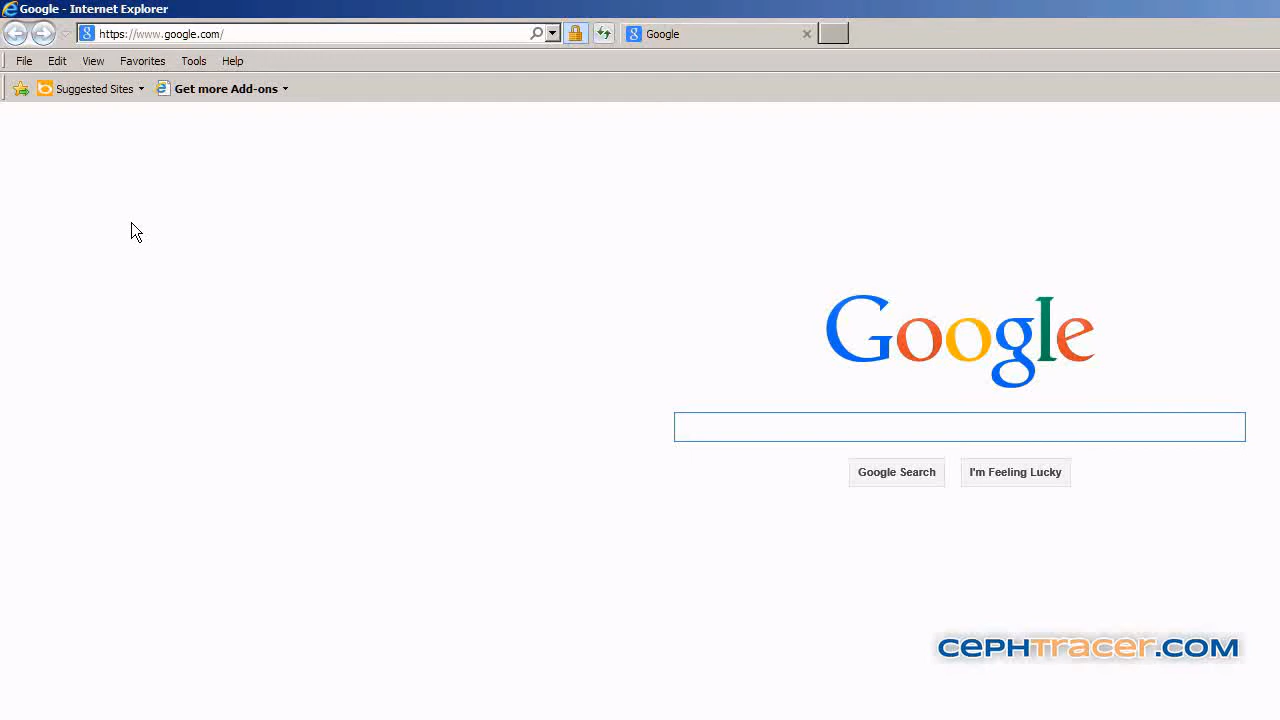 Google - Internet Explorer
https://www.google.com/
Google
File Edit View Favorites Tools Help
Suggested Sites Get more Add-ons
Google
Google Search I'm Feeling Lucky
CEPHTRACER.COM